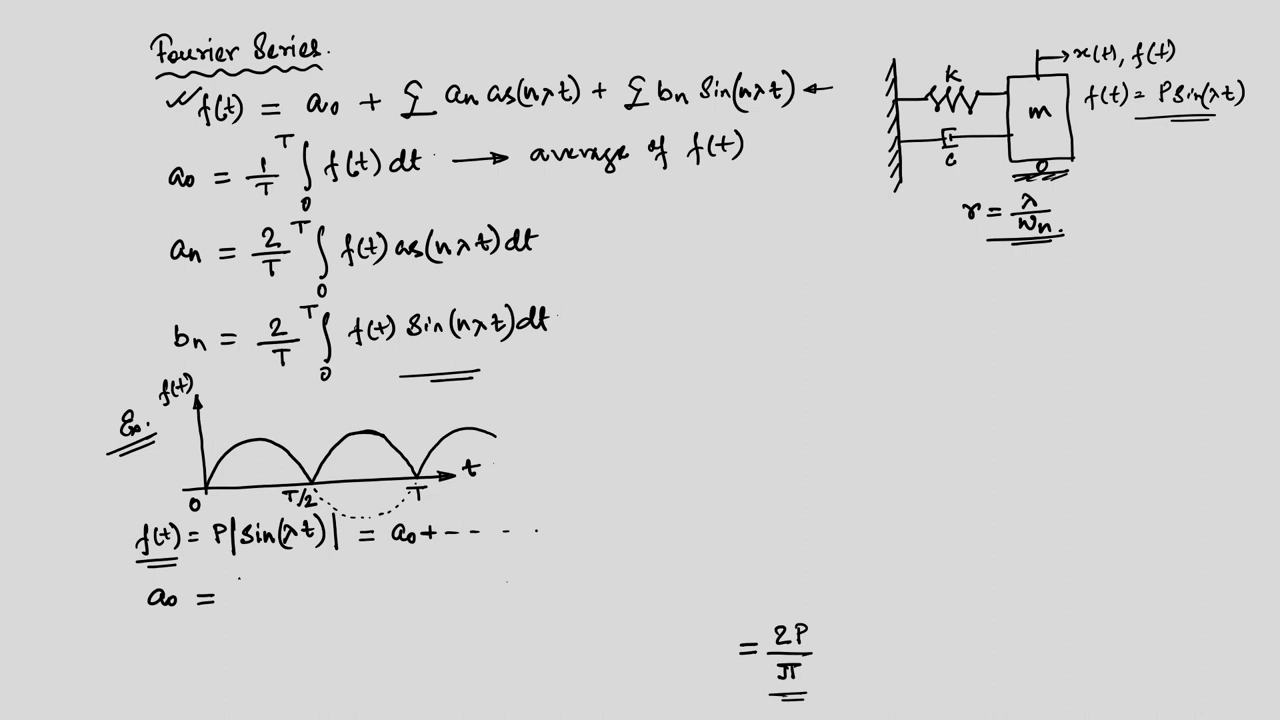 Fourier Series.
✓ f(t) = a₀ + Σ aₙ cos(nλt) + Σ bₙ Sin(nλt) ←
a₀ = 1/T ∫₀ᵀ f(t) dt → average of f(t)
aₙ = 2/T ∫₀ᵀ f(t) cos(nλt) dt
bₙ = 2/T ∫₀ᵀ f(t) Sin(nλt) dt
k
c
m
→ x(t), f(t)
f(t) = P Sin(λt)
r = λ/ωₙ.
Ex.
f(t)
t
0
T/2
T
f(t) = P|Sin(λt)| = a₀ + - - - -
a₀ =
= 2P/π